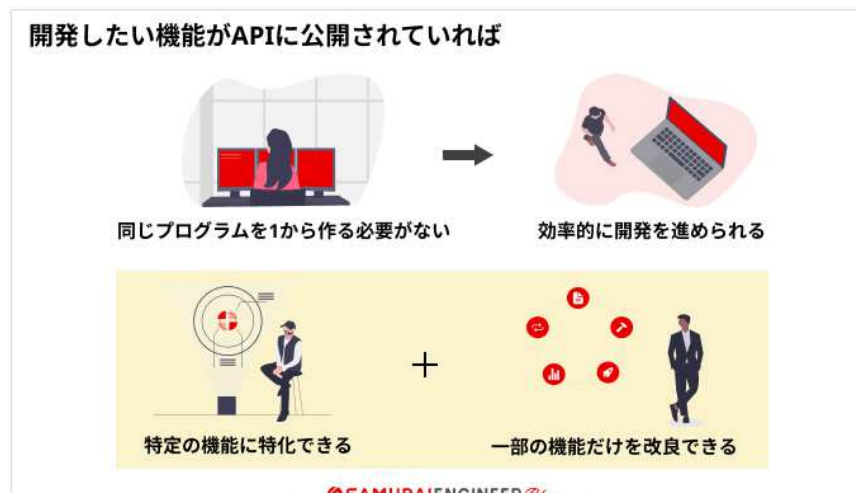 開発したい機能がAPIに公開されていれば
同じプログラムを1から作る必要がない
効率的に開発を進められる
特定の機能に特化できる
一部の機能だけを改良できる
SAMURAIENGINEER